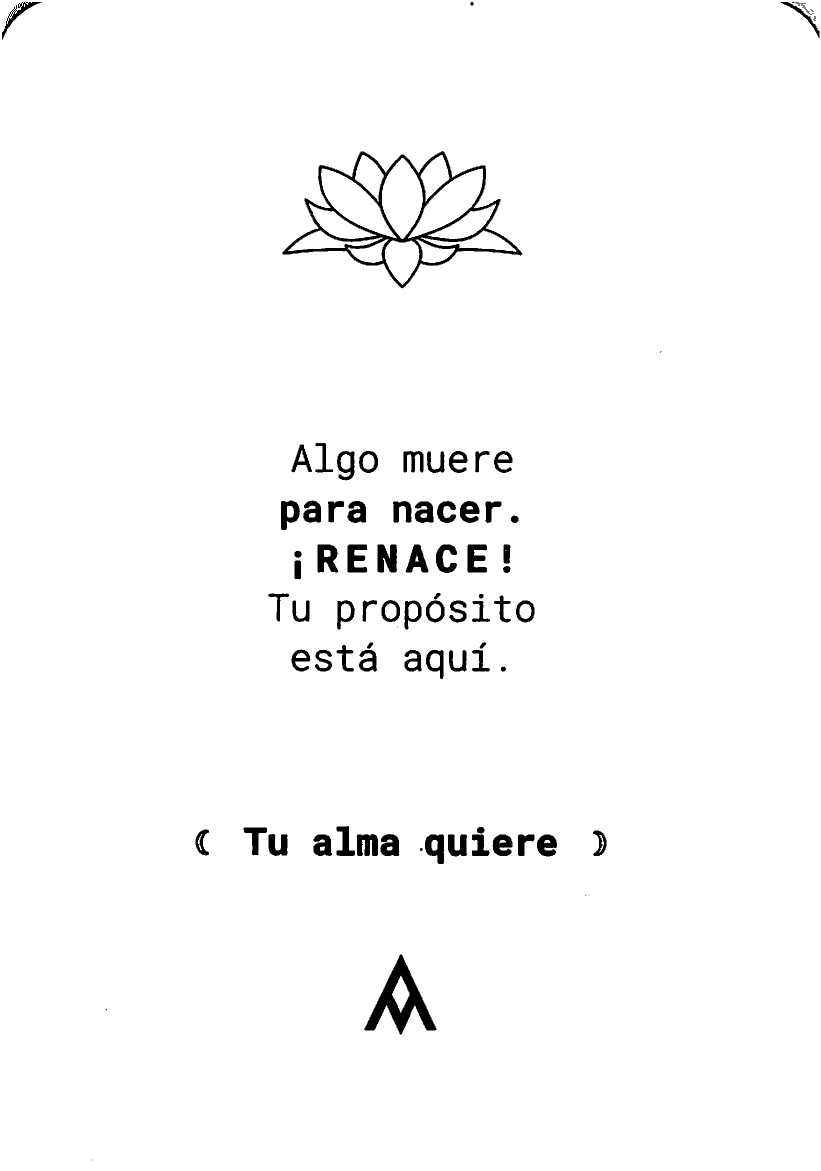 Algo muere
para nacer.
¡RENACE!
Tu propósito
está aquí.
Tu alma quiere